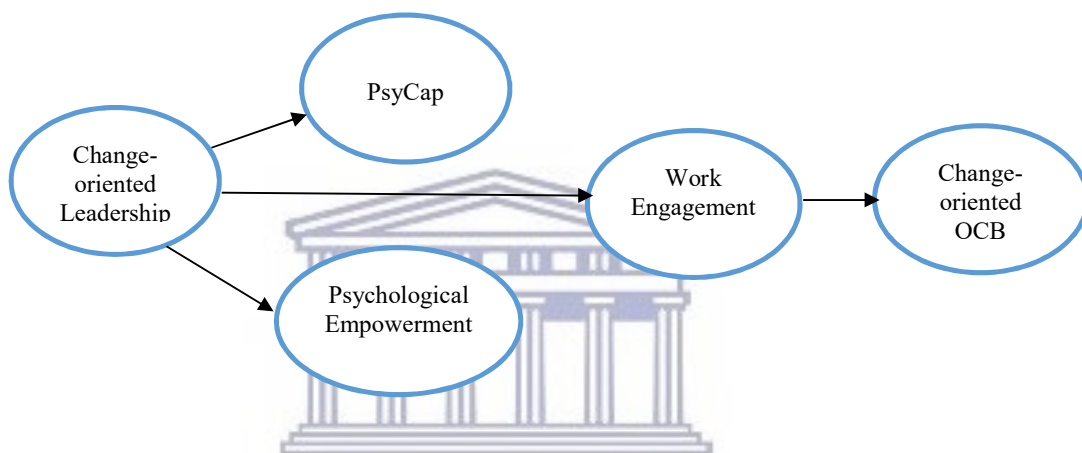 PsyCap
Change-
oriented
Leadership
Work
Engagement
Change-
oriented
OCB
Psychological
Empowerment